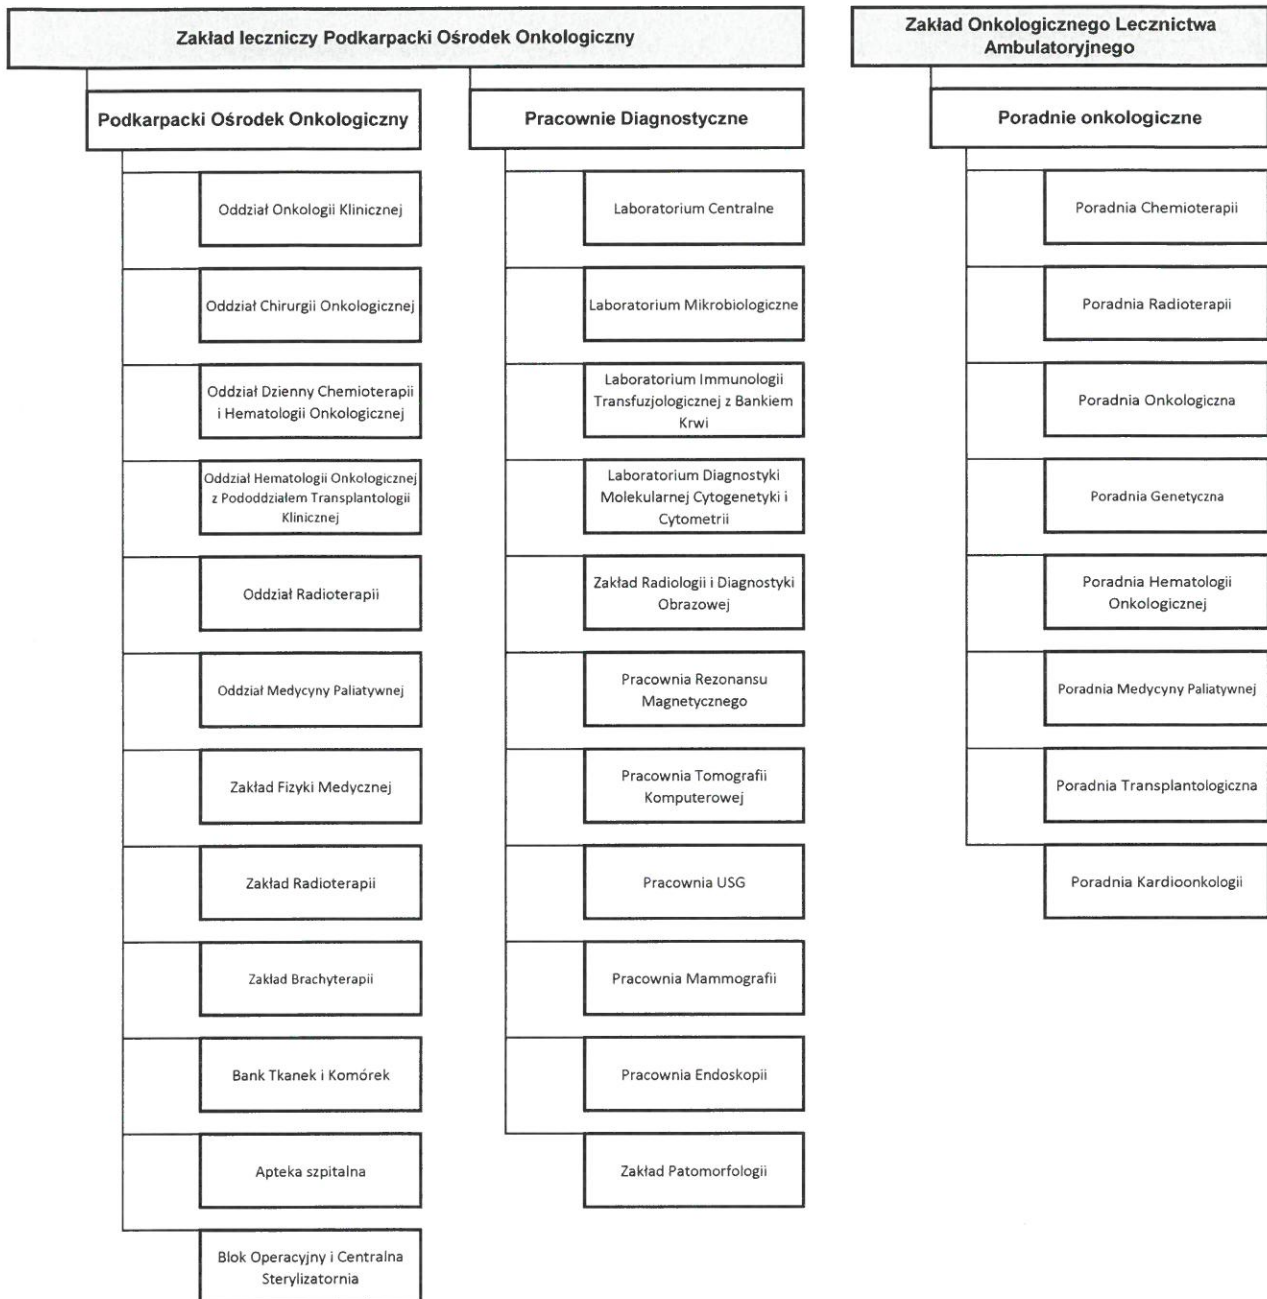 Zakład leczniczy Podkarpacki Ośrodek Onkologiczny
Podkarpacki Ośrodek Onkologiczny
Oddział Onkologii Klinicznej
Oddział Chirurgii Onkologicznej
Oddział Dzienny Chemioterapii
i Hematologii Onkologicznej
Oddział Hematologii Onkologicznej
z Pododdziałem Transplantologii
Klinicznej
Oddział Radioterapii
Oddział Medycyny Paliatywnej
Zakład Fizyki Medycznej
Zakład Radioterapii
Zakład Brachyterapii
Bank Tkanek i Komórek
Apteka szpitalna
Blok Operacyjny i Centralna
Sterylizatornia
Pracownie Diagnostyczne
Laboratorium Centralne
Laboratorium Mikrobiologiczne
Laboratorium Immunologii
Transfuzjologicznej z Bankiem
Krwi
Laboratorium Diagnostyki
Molekularnej Cytogenetyki i
Cytometrii
Zakład Radiologii i Diagnostyki
Obrazowej
Pracownia Rezonansu
Magnetycznego
Pracownia Tomografii
Komputerowej
Pracownia USG
Pracownia Mammografii
Pracownia Endoskopii
Zakład Patomorfologii
Zakład Onkologicznego Lecznictwa
Ambulatoryjnego
Poradnie onkologiczne
Poradnia Chemioterapii
Poradnia Radioterapii
Poradnia Onkologiczna
Poradnia Genetyczna
Poradnia Hematologii
Onkologicznej
Poradnia Medycyny Paliatywnej
Poradnia Transplantologiczna
Poradnia Kardioonkologii